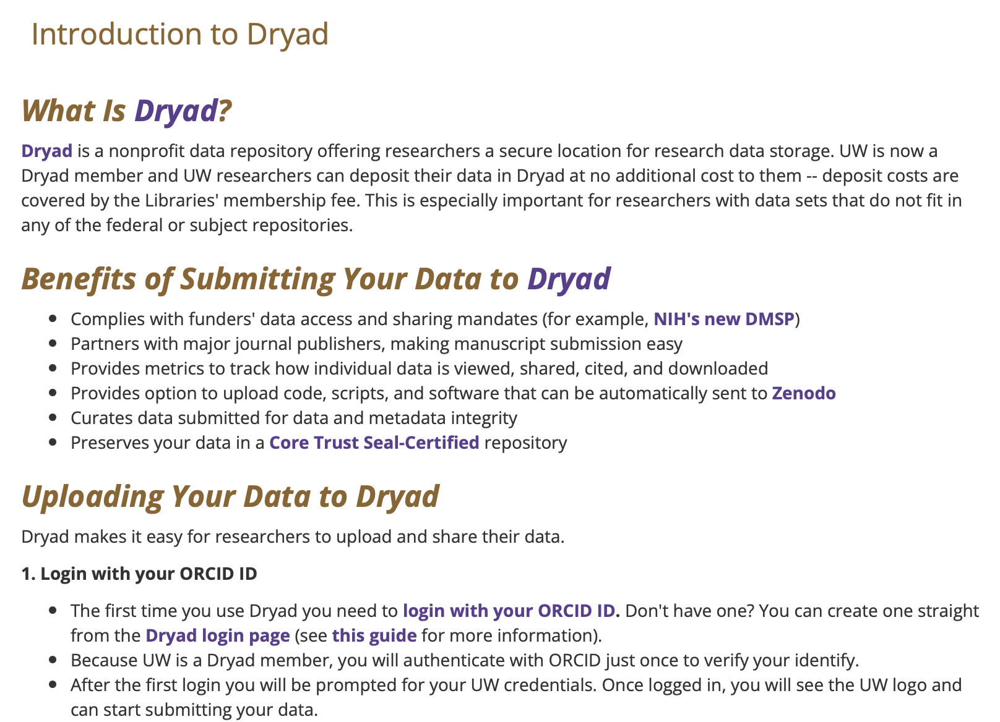 Introduction to Dryad
What Is Dryad?
Dryad is a nonprofit data repository offering researchers a secure location for research data storage. UW is now a
Dryad member and UW researchers can deposit their data in Dryad at no additional cost to them -- deposit costs are
covered by the Libraries' membership fee. This is especially important for researchers with data sets that do not fit in
any of the federal or subject repositories.
Benefits of Submitting Your Data to Dryad
• Complies with funders' data access and sharing mandates (for example, NIH's new DMSP)
• Partners with major journal publishers, making manuscript submission easy
• Provides metrics to track how individual data is viewed, shared, cited, and downloaded
• Provides option to upload code, scripts, and software that can be automatically sent to Zenodo
• Curates data submitted for data and metadata integrity
• Preserves your data in a Core Trust Seal-Certified repository
Uploading Your Data to Dryad
Dryad makes it easy for researchers to upload and share their data.
1. Login with your ORCID ID
• The first time you use Dryad you need to login with your ORCID ID. Don't have one? You can create one straight
from the Dryad login page (see this guide for more information).
• Because UW is a Dryad member, you will authenticate with ORCID just once to verify your identify.
• After the first login you will be prompted for your UW credentials. Once logged in, you will see the UW logo and
can start submitting your data.